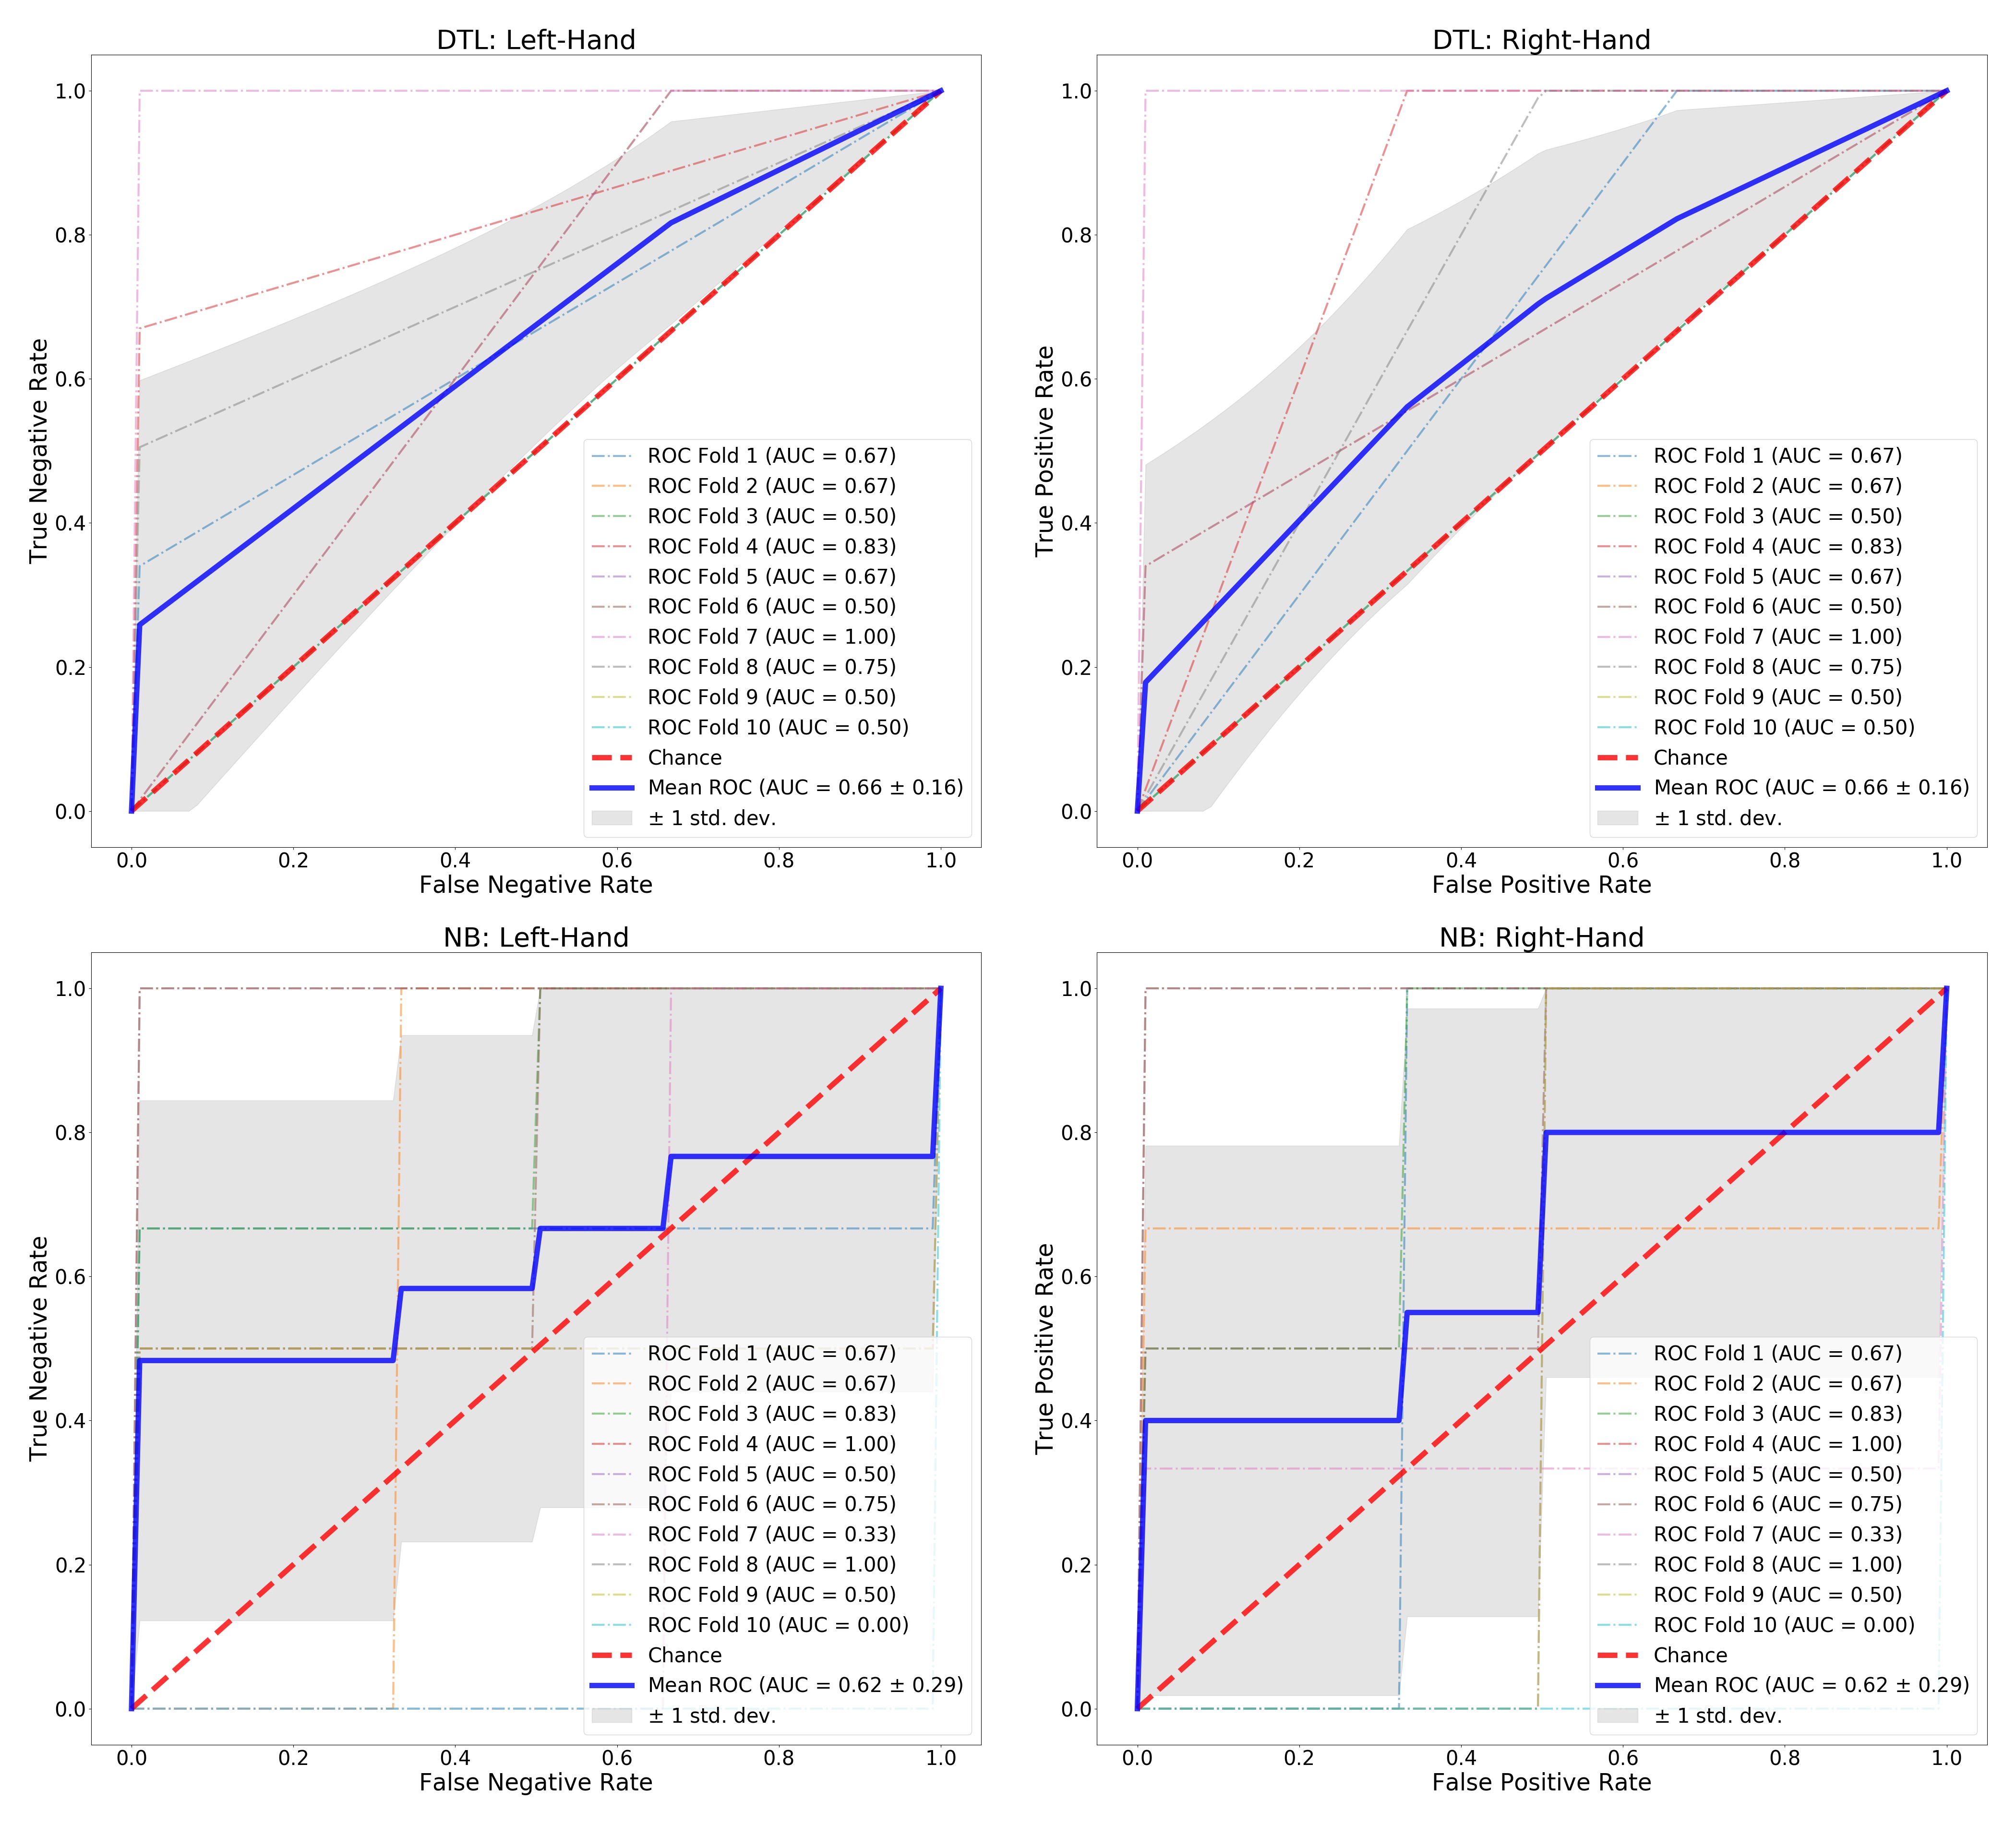 DTL: Left-Hand
1.0
0.8
0.6
0.4
0.2
0.0
True Negative Rate
ROC Fold 1 (AUC = 0.67)
ROC Fold 2 (AUC = 0.67)
ROC Fold 3 (AUC = 0.50)
ROC Fold 4 (AUC = 0.83)
ROC Fold 5 (AUC = 0.67)
ROC Fold 6 (AUC = 0.50)
ROC Fold 7 (AUC = 1.00)
ROC Fold 8 (AUC = 0.75)
ROC Fold 9 (AUC = 0.50)
ROC Fold 10 (AUC = 0.50)
Chance
Mean ROC (AUC = 0.66 ± 0.16)
± 1 std. dev.
0.0 0.2 0.4 0.6 0.8 1.0
False Negative Rate
DTL: Right-Hand
1.0
0.8
0.6
0.4
0.2
0.0
True Positive Rate
ROC Fold 1 (AUC = 0.67)
ROC Fold 2 (AUC = 0.67)
ROC Fold 3 (AUC = 0.50)
ROC Fold 4 (AUC = 0.83)
ROC Fold 5 (AUC = 0.67)
ROC Fold 6 (AUC = 0.50)
ROC Fold 7 (AUC = 1.00)
ROC Fold 8 (AUC = 0.75)
ROC Fold 9 (AUC = 0.50)
ROC Fold 10 (AUC = 0.50)
Chance
Mean ROC (AUC = 0.66 ± 0.16)
± 1 std. dev.
0.0 0.2 0.4 0.6 0.8 1.0
False Positive Rate
NB: Left-Hand
1.0
0.8
0.6
0.4
0.2
0.0
True Negative Rate
ROC Fold 1 (AUC = 0.67)
ROC Fold 2 (AUC = 0.67)
ROC Fold 3 (AUC = 0.83)
ROC Fold 4 (AUC = 1.00)
ROC Fold 5 (AUC = 0.50)
ROC Fold 6 (AUC = 0.75)
ROC Fold 7 (AUC = 0.33)
ROC Fold 8 (AUC = 1.00)
ROC Fold 9 (AUC = 0.50)
ROC Fold 10 (AUC = 0.00)
Chance
Mean ROC (AUC = 0.62 ± 0.29)
± 1 std. dev.
0.0 0.2 0.4 0.6 0.8 1.0
False Negative Rate
NB: Right-Hand
1.0
0.8
0.6
0.4
0.2
0.0
True Positive Rate
ROC Fold 1 (AUC = 0.67)
ROC Fold 2 (AUC = 0.67)
ROC Fold 3 (AUC = 0.83)
ROC Fold 4 (AUC = 1.00)
ROC Fold 5 (AUC = 0.50)
ROC Fold 6 (AUC = 0.75)
ROC Fold 7 (AUC = 0.33)
ROC Fold 8 (AUC = 1.00)
ROC Fold 9 (AUC = 0.50)
ROC Fold 10 (AUC = 0.00)
Chance
Mean ROC (AUC = 0.62 ± 0.29)
± 1 std. dev.
0.0 0.2 0.4 0.6 0.8 1.0
False Positive Rate